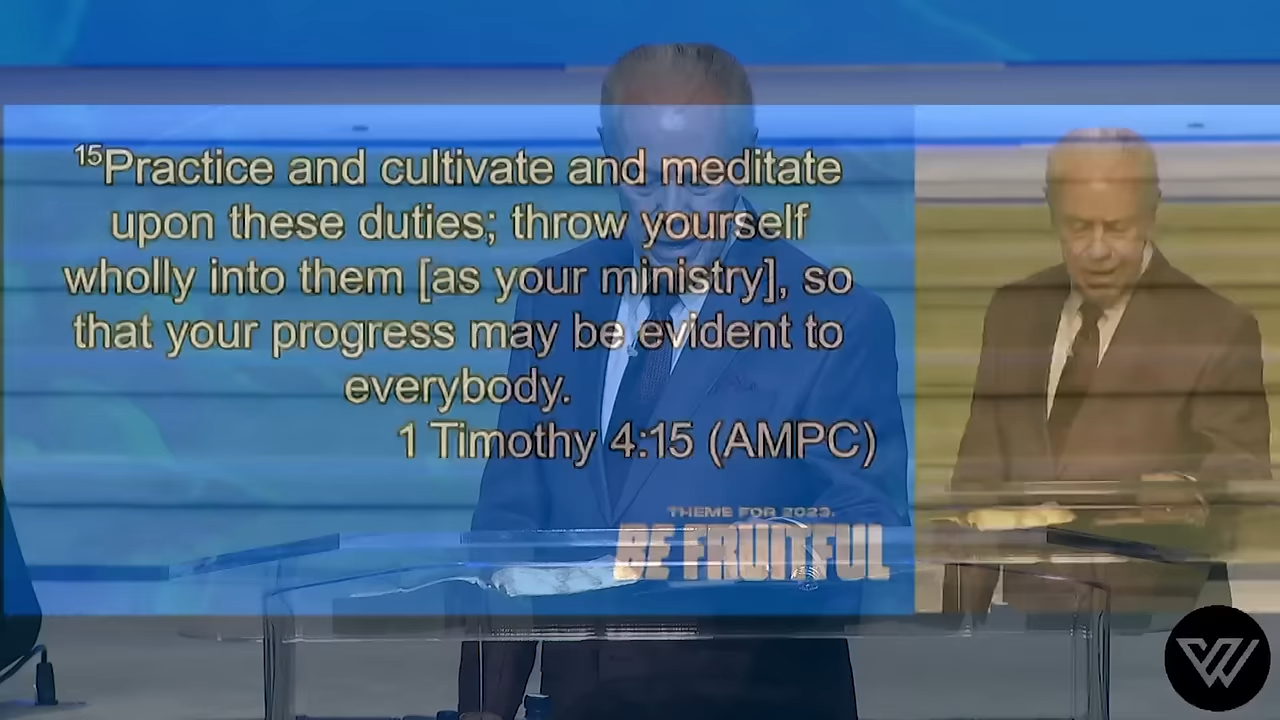 ¹⁵Practice and cultivate and meditate
upon these duties; throw yourself
wholly into them [as your ministry], so
that your progress may be evident to
everybody.
1 Timothy 4:15 (AMPC)
THEME FOR 2023.
BE FRUITFUL
W